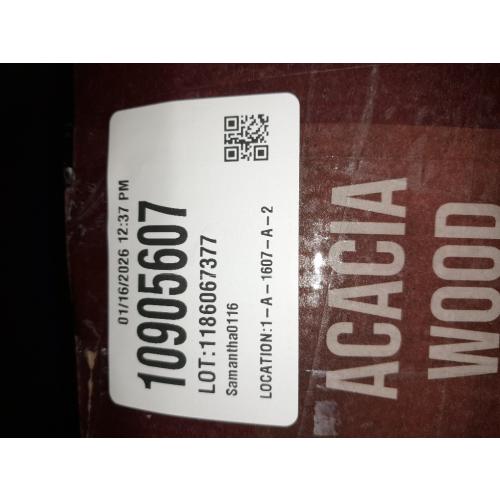 01/16/2026 12:37 PM
10905607
LOT:1186067377
Samantha0116
LOCATION:1-A-1607-A-2
ACACIA
WOOD